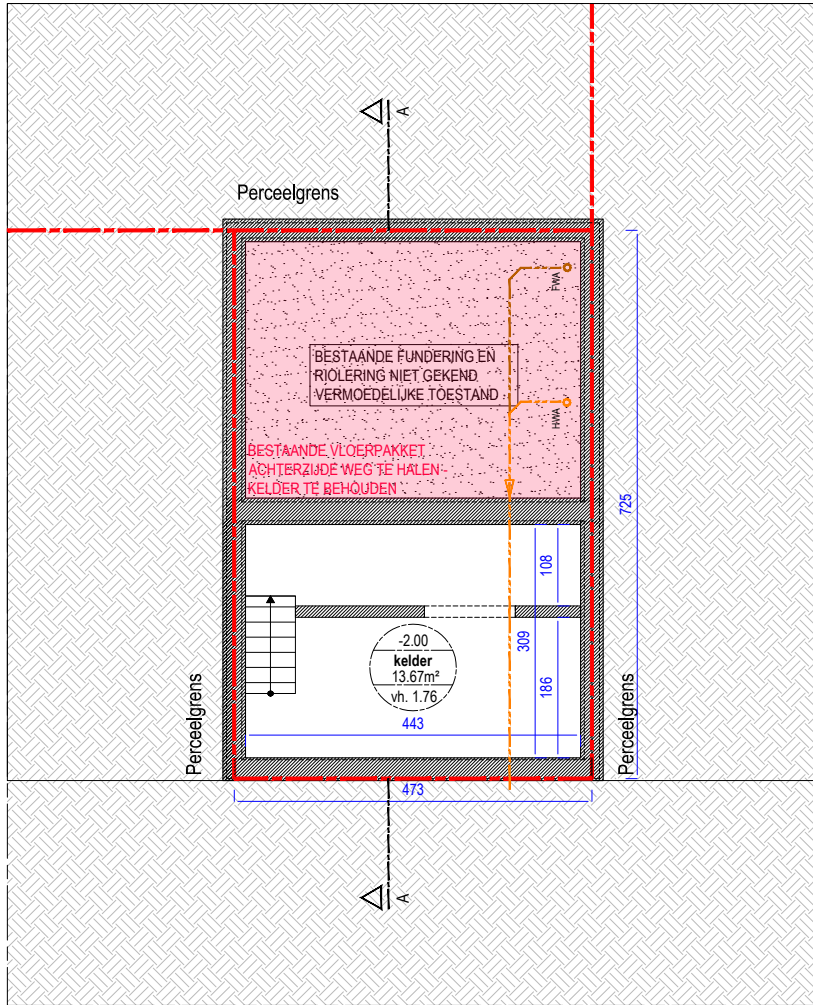 A
Perceelgrens
FWA
BESTAANDE FUNDERING EN
RIOLERING NIET GEKEND
VERMOEDELIJKE TOESTAND
HWA
BESTAANDE VLOERPAKKET
ACHTERZIJDE WEG TE HALEN -
KELDER TE BEHOUDEN
725
108
309
-2.00
kelder
13.67m²
vh. 1.76
186
Perceelgrens
Perceelgrens
443
473
A